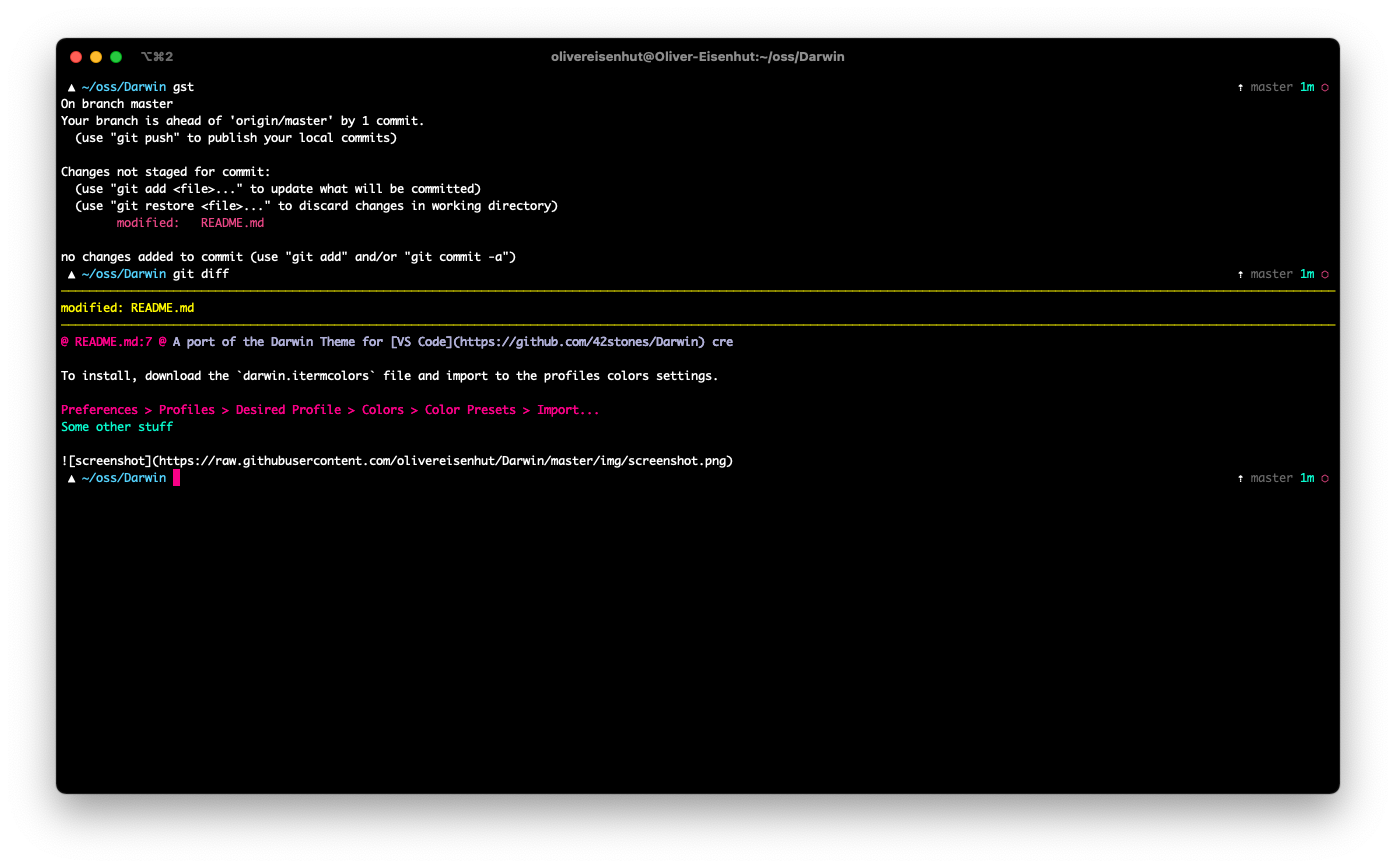 ⌥⌘2 olivereisenhut@Oliver-Eisenhut:~/oss/Darwin
▲ ~/oss/Darwin gst ↑ master 1m ○
On branch master
Your branch is ahead of 'origin/master' by 1 commit.
  (use "git push" to publish your local commits)
Changes not staged for commit:
  (use "git add <file>..." to update what will be committed)
  (use "git restore <file>..." to discard changes in working directory)
        modified:   README.md
no changes added to commit (use "git add" and/or "git commit -a")
▲ ~/oss/Darwin git diff ↑ master 1m ○
modified: README.md
@ README.md:7 @ A port of the Darwin Theme for [VS Code](https://github.com/42stones/Darwin) cre
To install, download the `darwin.itermcolors` file and import to the profiles colors settings.
Preferences > Profiles > Desired Profile > Colors > Color Presets > Import...
Some other stuff
![screenshot](https://raw.githubusercontent.com/olivereisenhut/Darwin/master/img/screenshot.png)
▲ ~/oss/Darwin ↑ master 1m ○